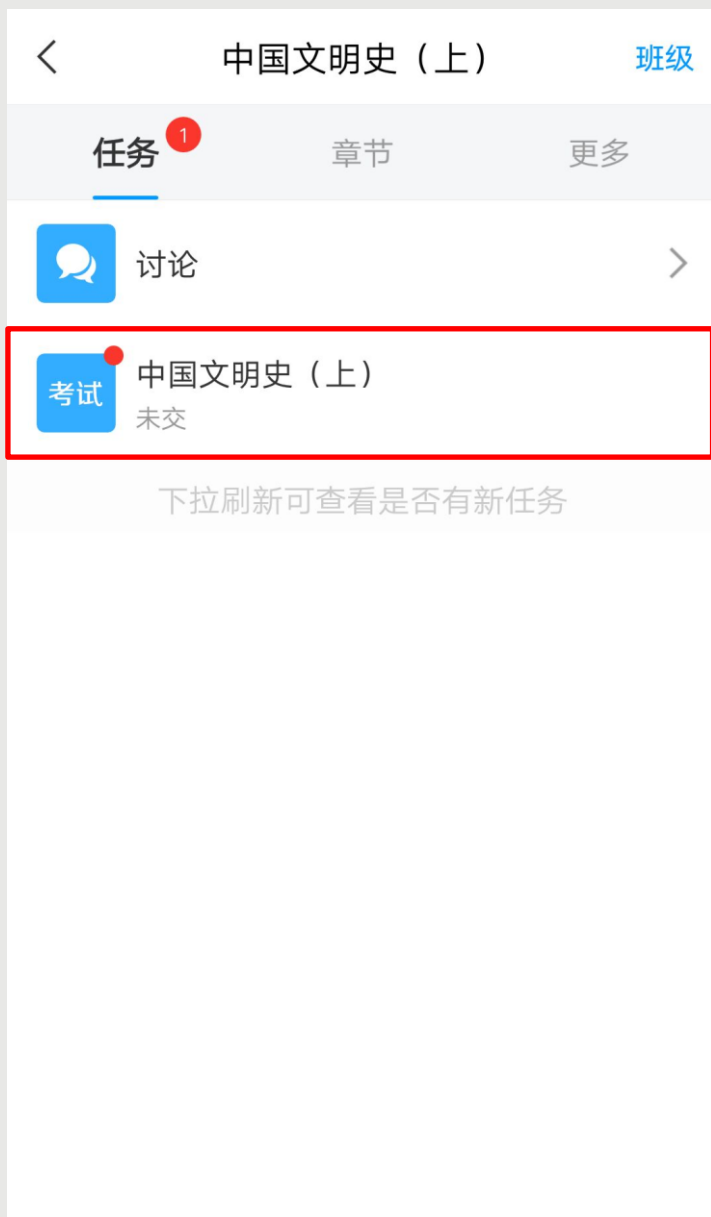 中国文明史（上） 班级
任务 1 章节 更多
讨论
考试 中国文明史（上）
未交
下拉刷新可查看是否有新任务